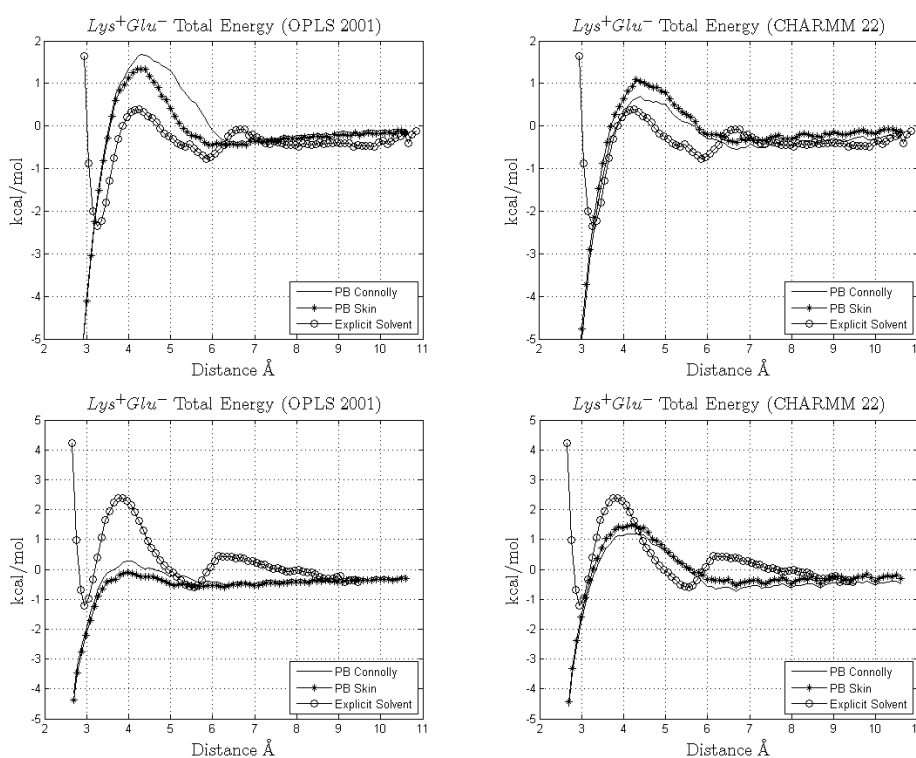 Lys+Glu− Total Energy (OPLS 2001)
2
1
0
-1
-2
-3
-4
-5
kcal/mol
PB Connolly
PB Skin
Explicit Solvent
2 3 4 5 6 7 8 9 10 11
Distance Å
Lys+Glu− Total Energy (CHARMM 22)
2
1
0
-1
-2
-3
-4
-5
kcal/mol
PB Connolly
PB Skin
Explicit Solvent
2 3 4 5 6 7 8 9 10 11
Distance Å
Lys+Glu− Total Energy (OPLS 2001)
5
4
3
2
1
0
-1
-2
-3
-4
-5
kcal/mol
PB Connolly
PB Skin
Explicit Solvent
2 3 4 5 6 7 8 9 10 11
Distance Å
Lys+Glu− Total Energy (CHARMM 22)
5
4
3
2
1
0
-1
-2
-3
-4
-5
kcal/mol
PB Connolly
PB Skin
Explicit Solvent
2 3 4 5 6 7 8 9 10
Distance Å